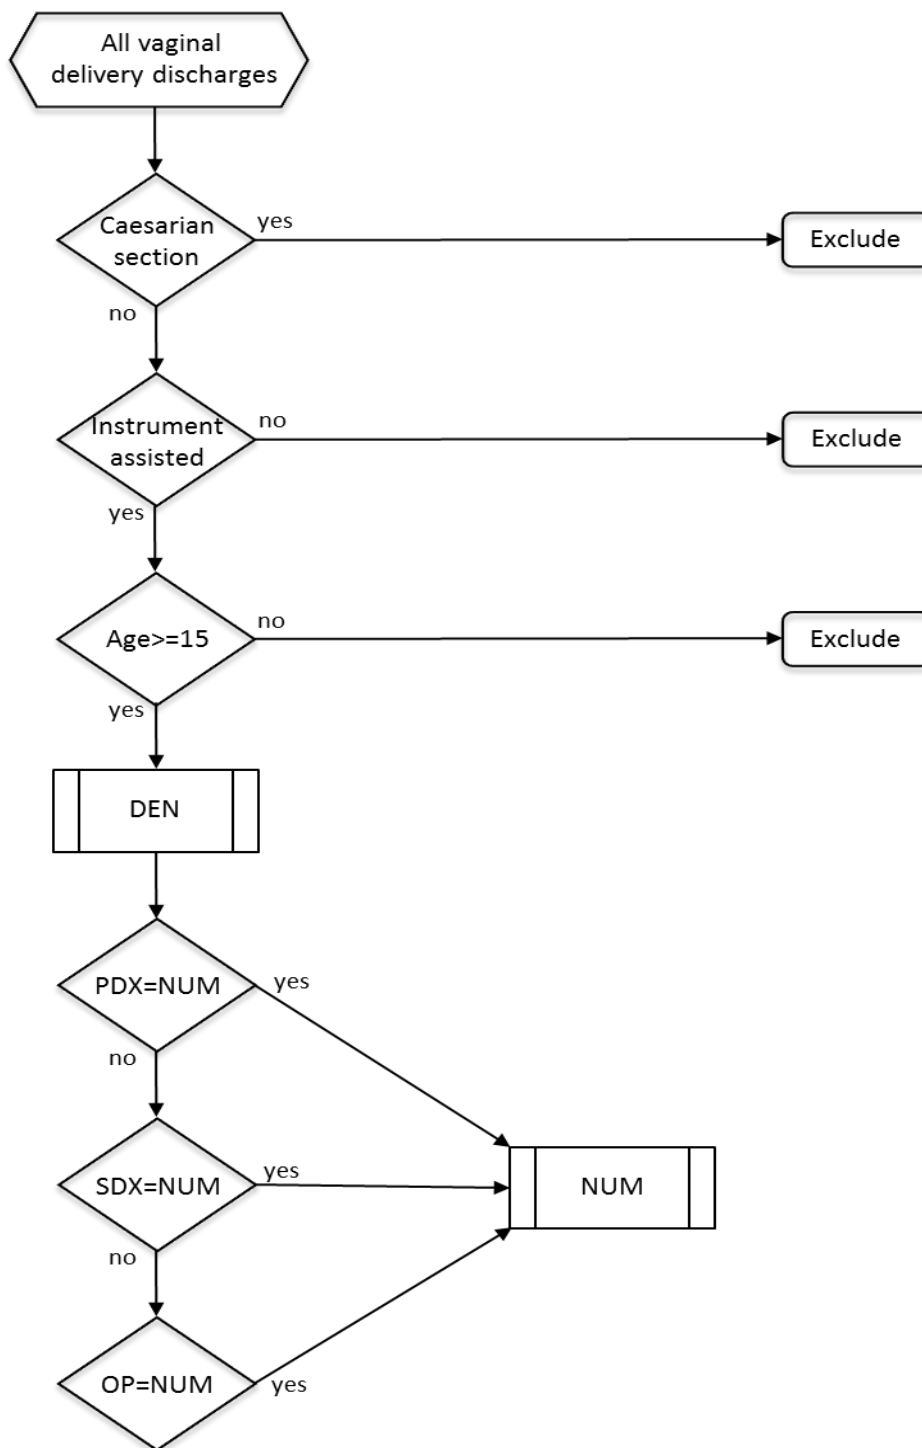 All vaginal
delivery discharges
Caesarian
section
yes
Exclude
no
Instrument
assisted
no
Exclude
yes
Age>=15
no
Exclude
yes
DEN
PDX=NUM
yes
no
SDX=NUM
yes
NUM
no
OP=NUM
yes